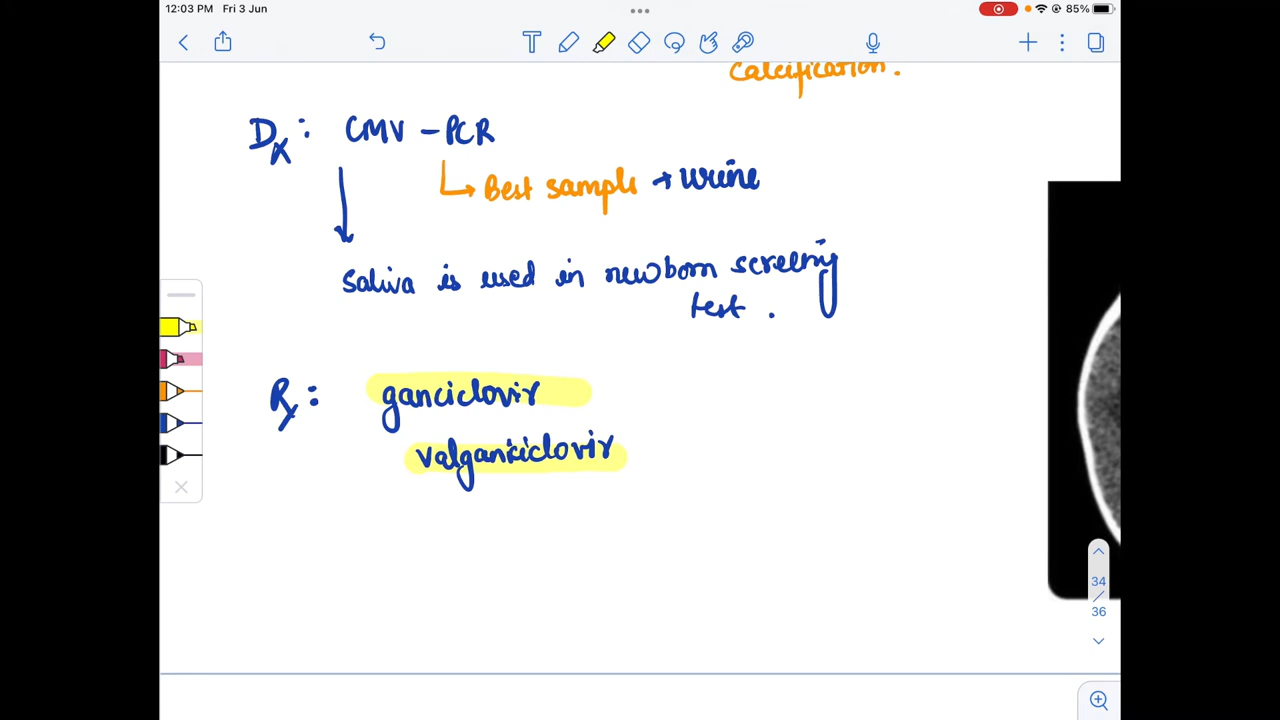 12:03 PM Fri 3 Jun
85%
Calcification.
Dx: CMV - PCR
Best sample → urine
Saliva is used in newborn screening
test.
Rx: ganciclovir
valganciclovir
34
36